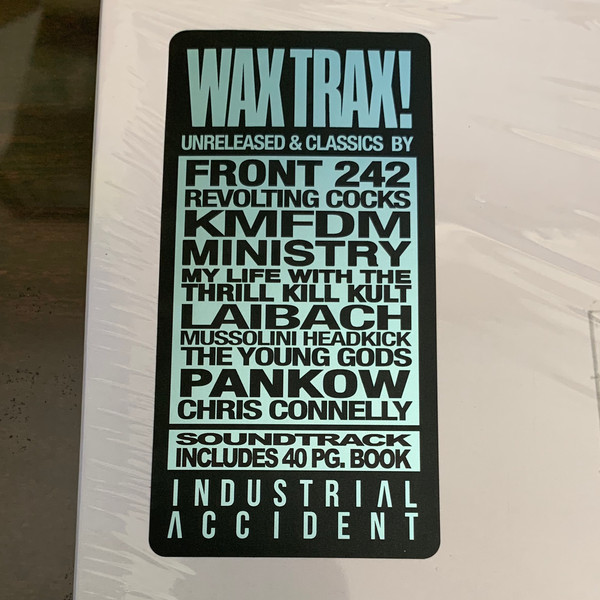 WAX TRAX!
UNRELEASED & CLASSICS BY
FRONT 242
REVOLTING COCKS
KMFDM
MINISTRY
MY LIFE WITH THE
THRILL KILL KULT
LAIBACH
MUSSOLINI HEADKICK
THE YOUNG GODS
PANKOW
CHRIS CONNELLY
SOUNDTRACK
INCLUDES 40 PG. BOOK
INDUSTRIAL
ACCIDENT